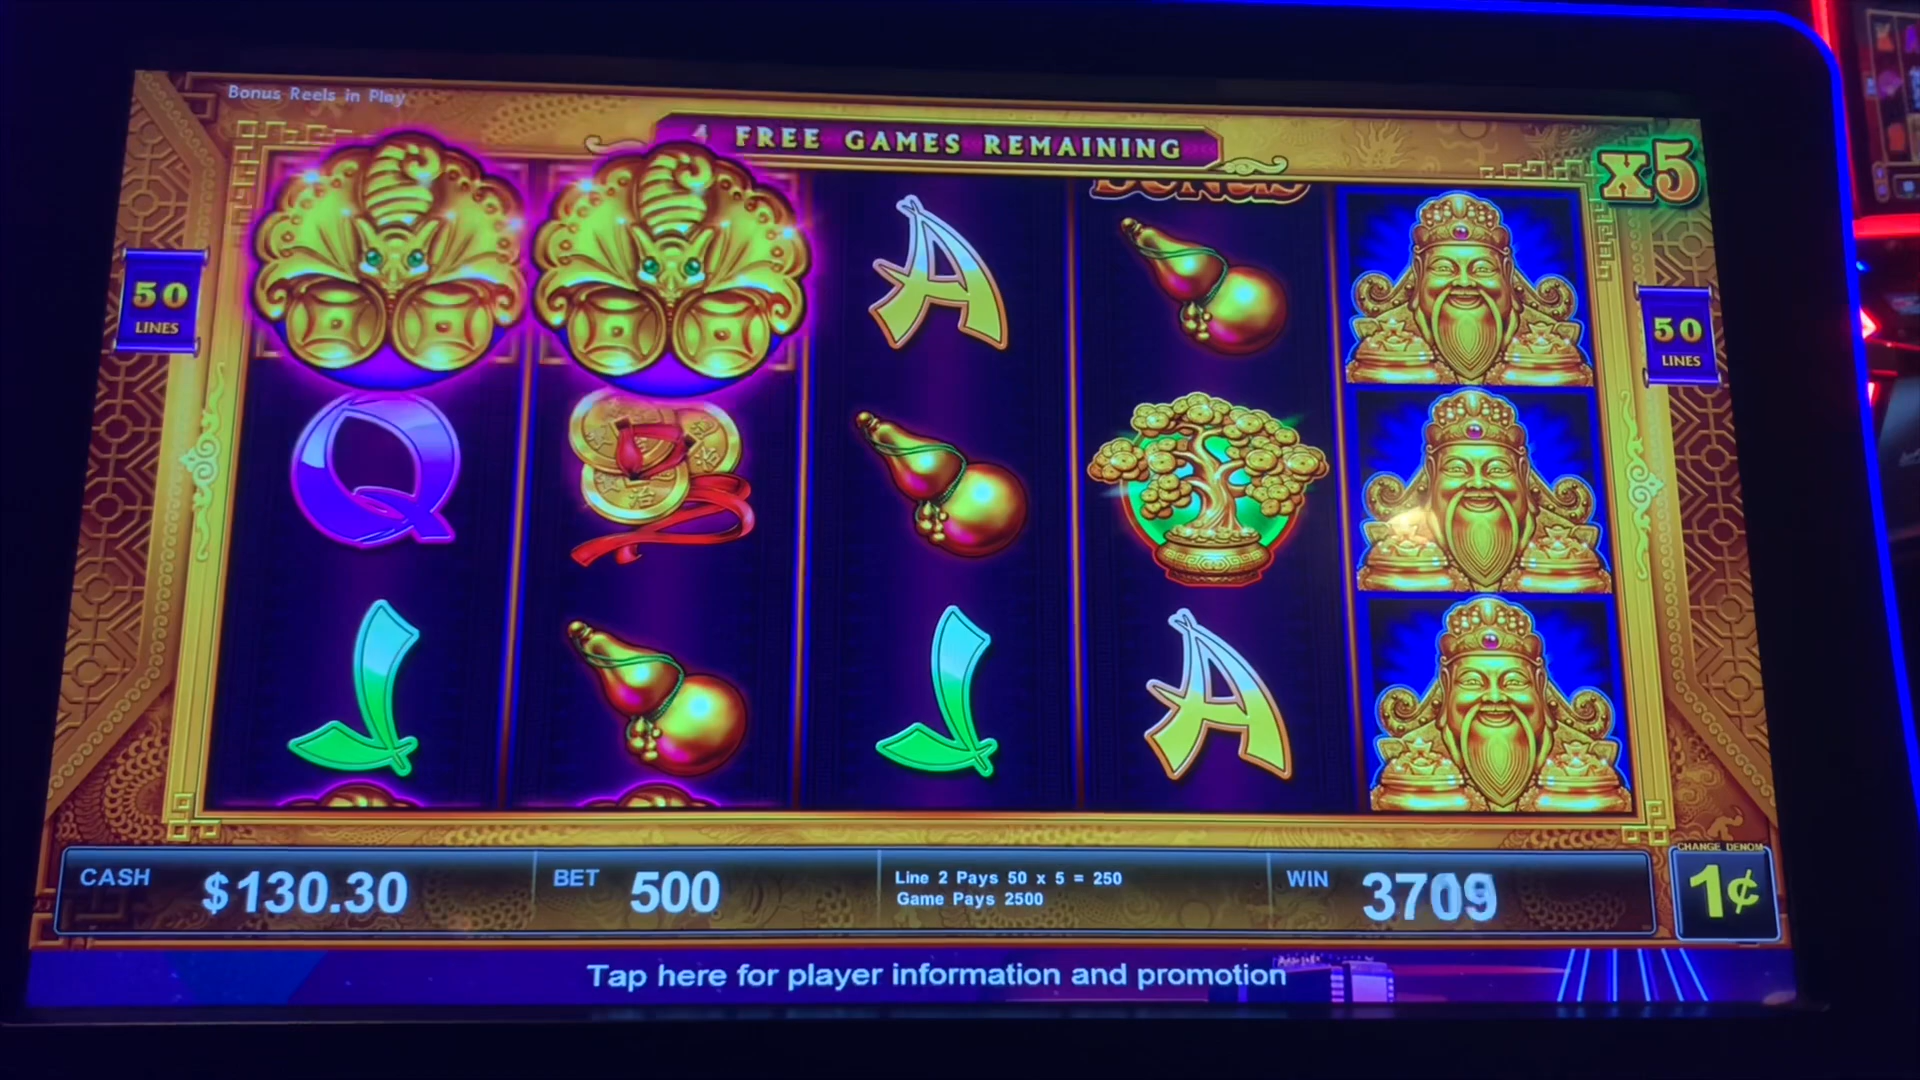 Bonus Reels in Play
4 FREE GAMES REMAINING
x5
BONUS
50
LINES
50
LINES
A
Q
J
J
A
CHANGE DENOM
CASH $130.30
BET 500
Line 2 Pays 50 x 5 = 250
Game Pays 2500
WIN 3709
1¢
Tap here for player information and promotion